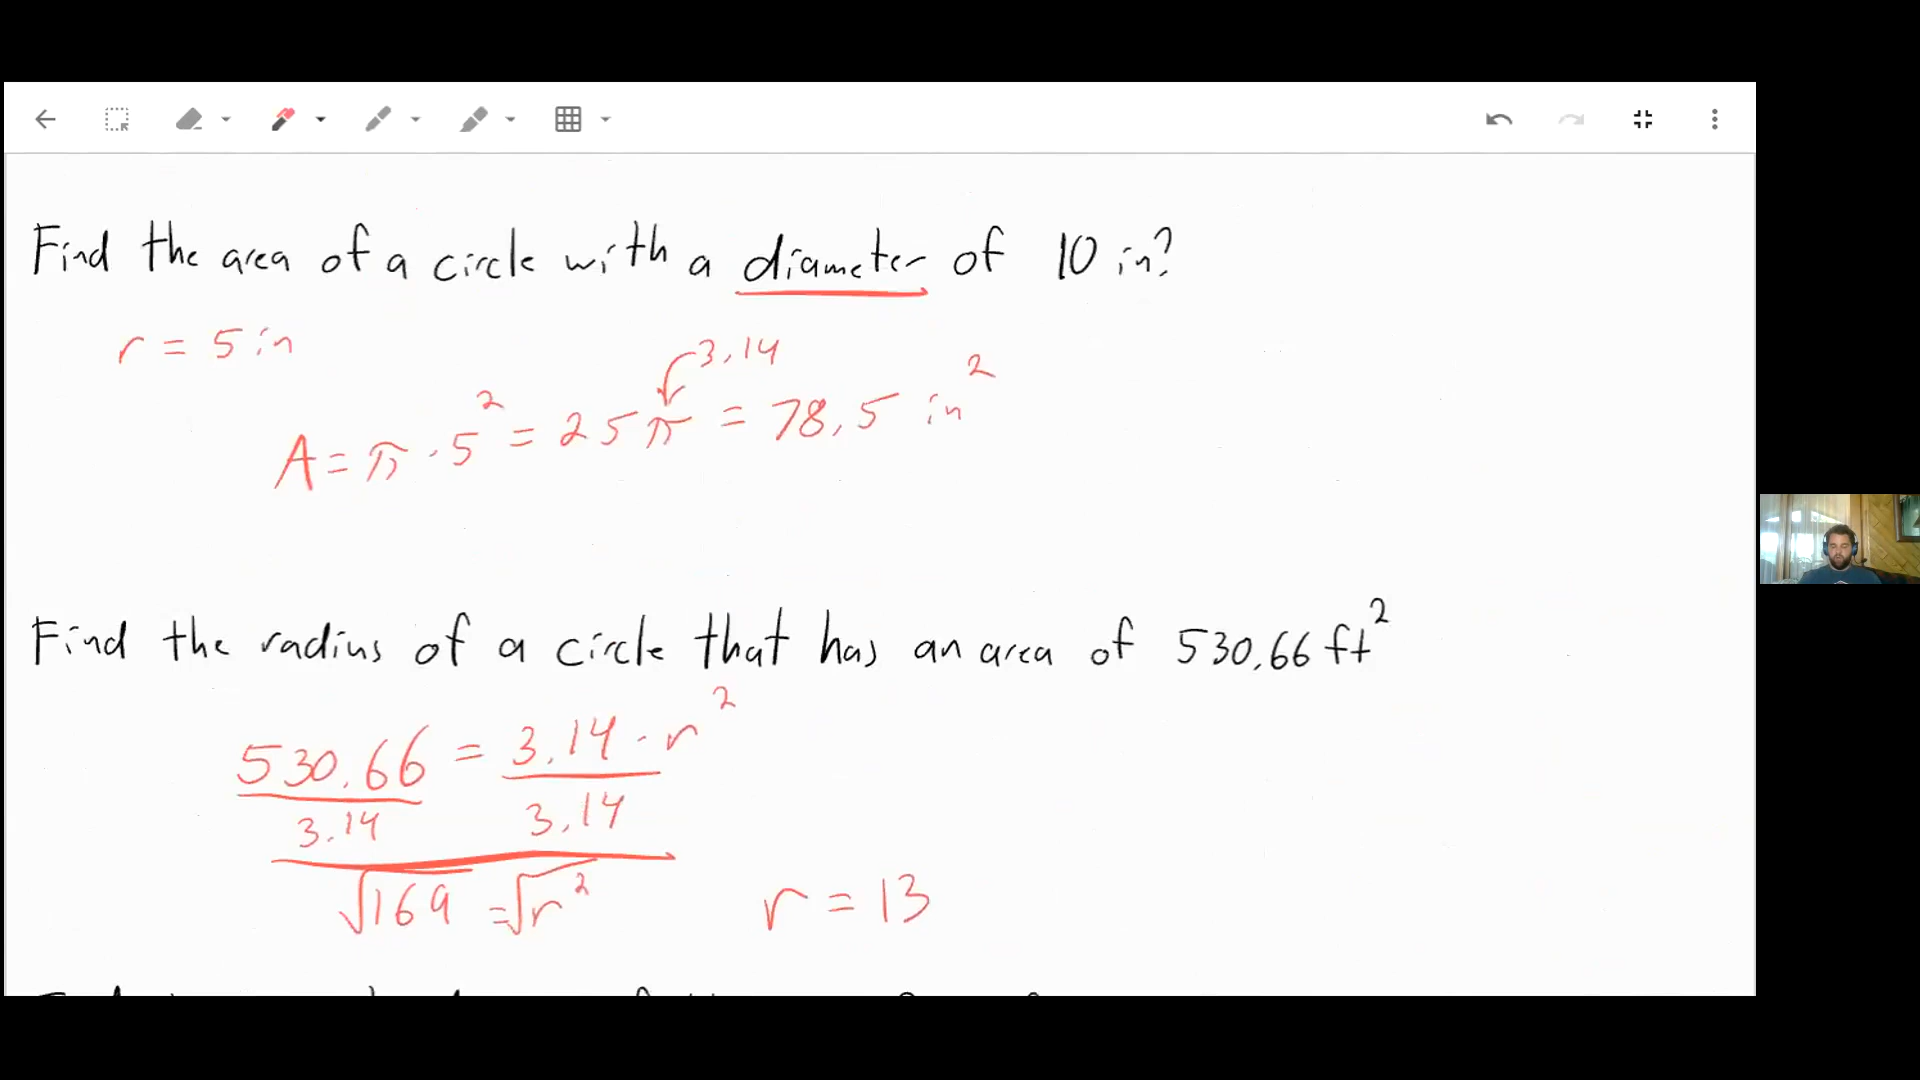 Find the area of a circle with a diameter of 10 in?
r = 5 in
3.14
A = π · 5² = 25π = 78.5 in²
Find the radius of a circle that has an area of 530.66 ft²
530.66 = 3.14 · r²
3.14 3.14
√169 = √r² r = 13